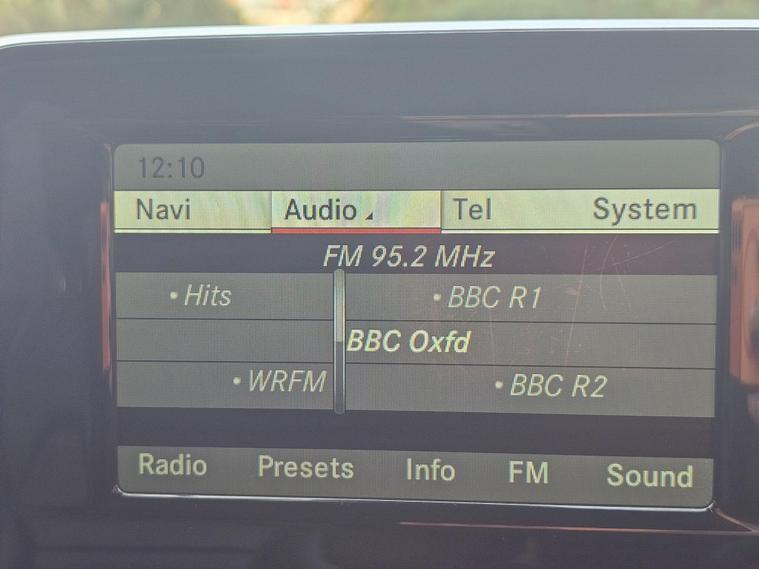 12:10
Navi Audio Tel System
FM 95.2 MHz
• Hits • BBC R1
BBC Oxfd
• WRFM • BBC R2
Radio Presets Info FM Sound